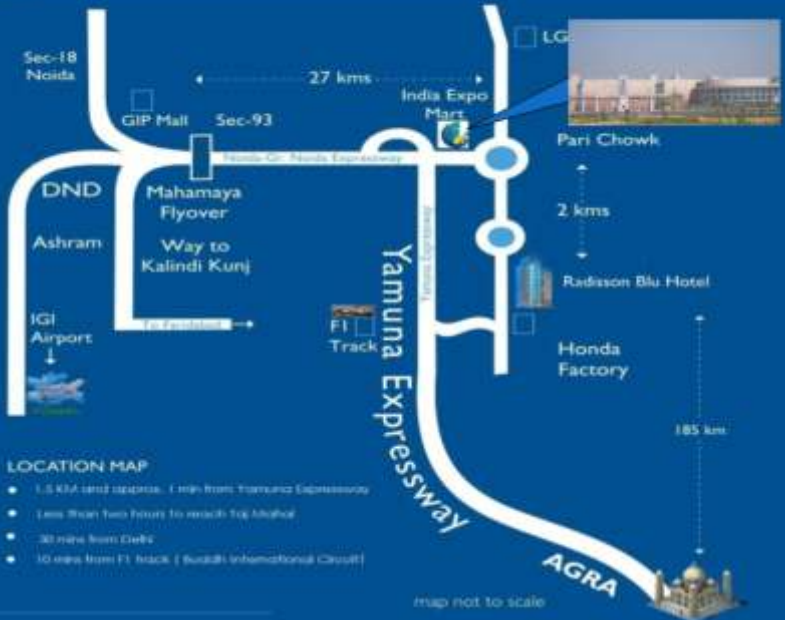 Sec-18
Noida
GIP Mall
Sec-93
27 kms
India Expo
Mart
LG
Pari Chowk
Noida-Gr. Noida Expressway
DND
Mahamaya
Flyover
2 kms
Ashram
Way to
Kalindi Kunj
Yamuna Expressway
Yamuna Expressway
Radisson Blu Hotel
IGI
Airport
To Faridabad
F1
Track
Honda
Factory
185 km
LOCATION MAP
1.5 KM and approx. 1 min from Yamuna Expressway
Less than two hours to reach Taj Mahal
30 mins from Delhi
10 mins from F1 track ( Buddh International Circuit)
AGRA
map not to scale